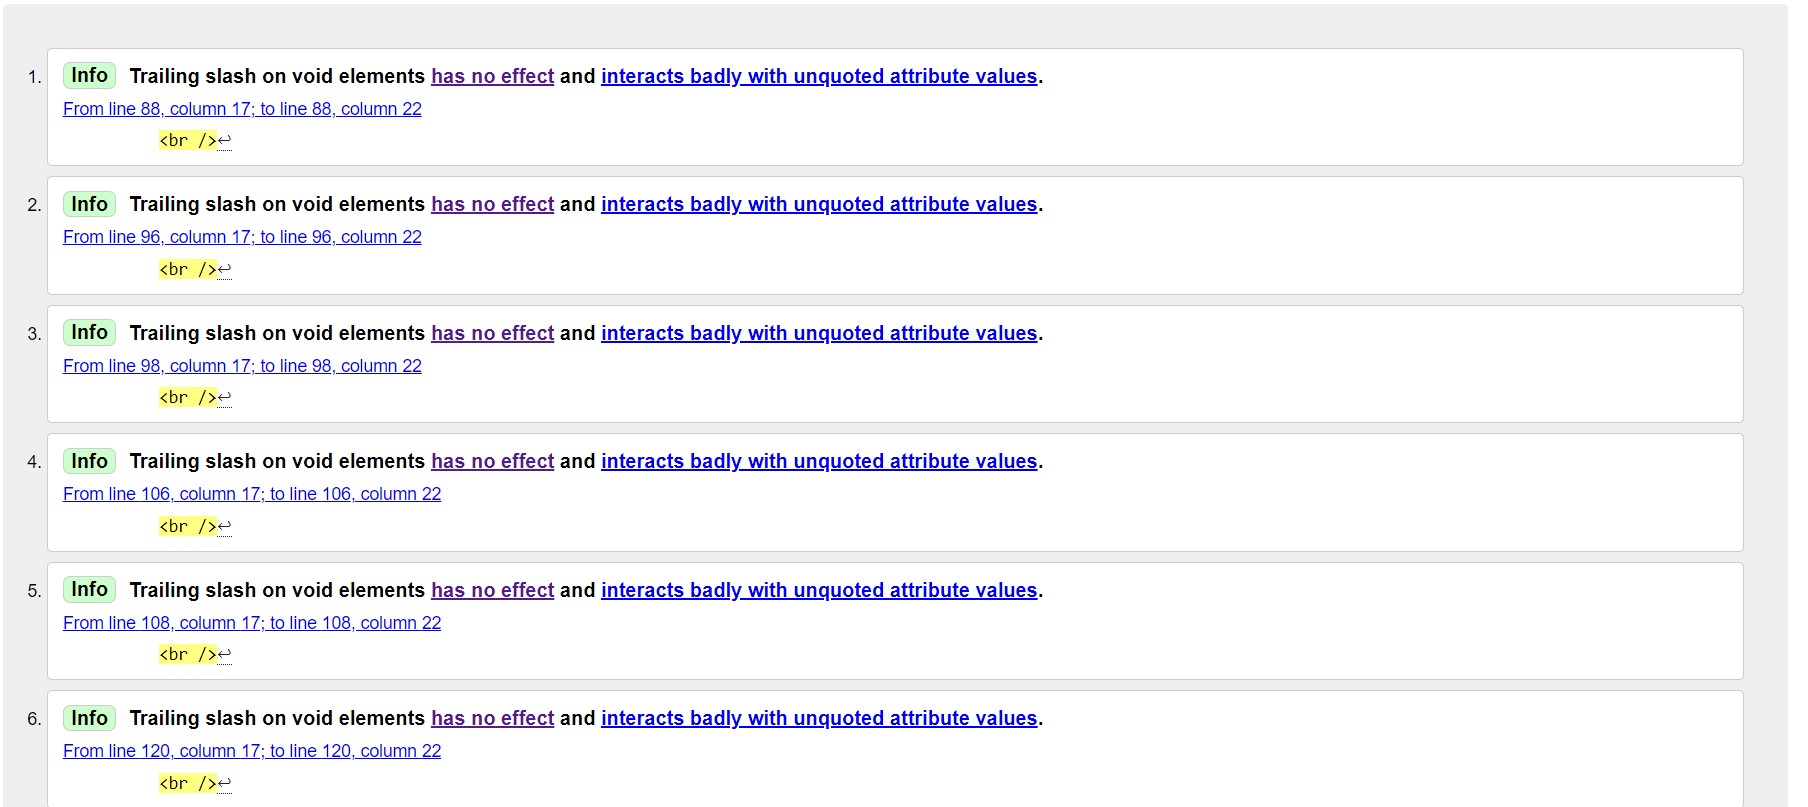 1. Info Trailing slash on void elements has no effect and interacts badly with unquoted attribute values.
From line 88, column 17; to line 88, column 22
<br />↩
2. Info Trailing slash on void elements has no effect and interacts badly with unquoted attribute values.
From line 96, column 17; to line 96, column 22
<br />↩
3. Info Trailing slash on void elements has no effect and interacts badly with unquoted attribute values.
From line 98, column 17; to line 98, column 22
<br />↩
4. Info Trailing slash on void elements has no effect and interacts badly with unquoted attribute values.
From line 106, column 17; to line 106, column 22
<br />↩
5. Info Trailing slash on void elements has no effect and interacts badly with unquoted attribute values.
From line 108, column 17; to line 108, column 22
<br />↩
6. Info Trailing slash on void elements has no effect and interacts badly with unquoted attribute values.
From line 120, column 17; to line 120, column 22
<br />↩